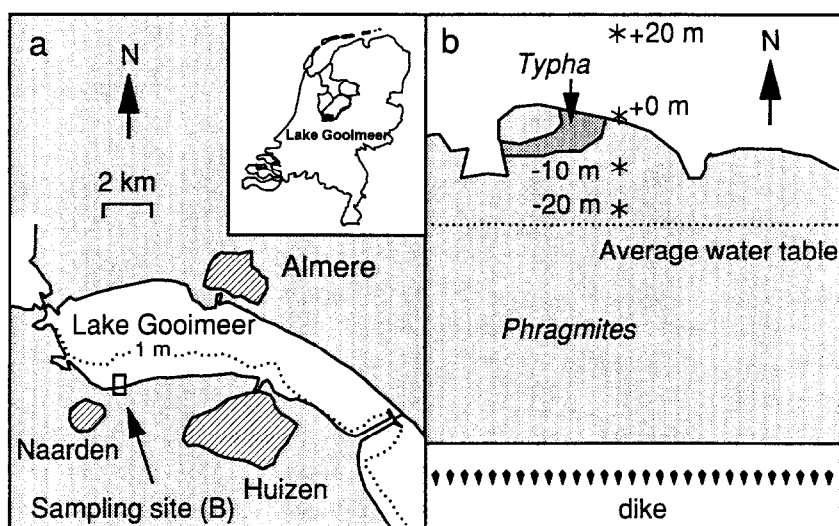 a
N
2 km
Lake Gooimeer
Almere
Lake Gooimeer
1 m
Naarden
Huizen
Sampling site (B)
b
+20 m
N
Typha
+0 m
-10 m
-20 m
Average water table
Phragmites
dike